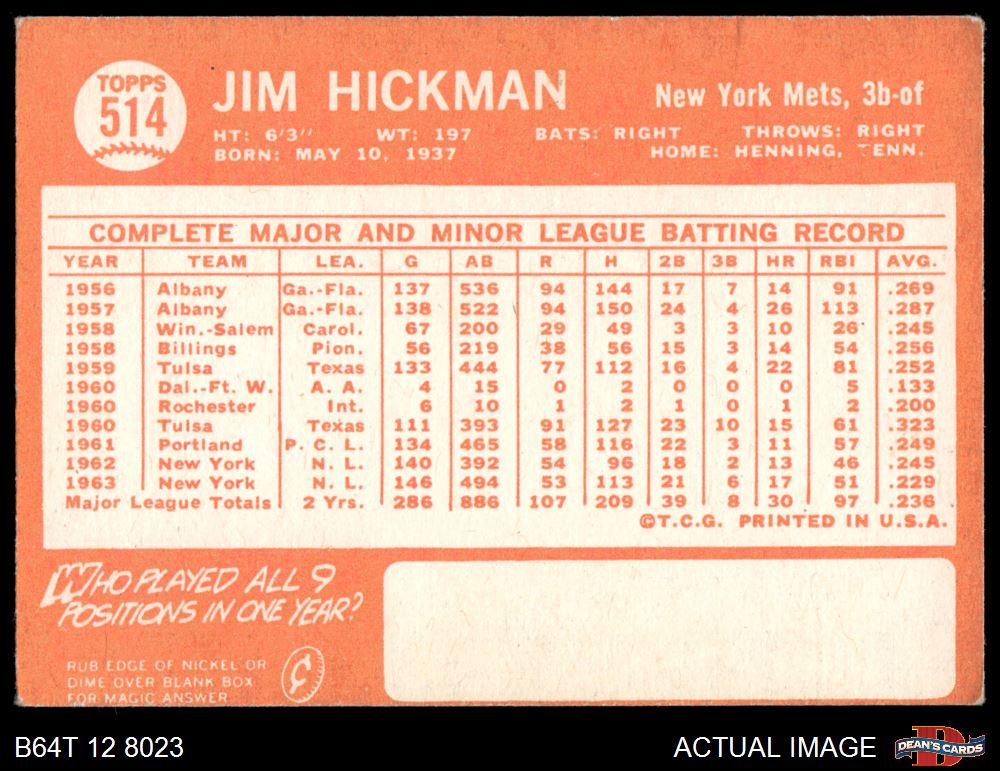 TOPPS
514
JIM HICKMAN
New York Mets, 3b-of
HT: 6'3" WT: 197 BATS: RIGHT THROWS: RIGHT
BORN: MAY 10, 1937 HOME: HENNING, TENN.
COMPLETE MAJOR AND MINOR LEAGUE BATTING RECORD
YEAR TEAM LEA. G AB R H 2B 3B HR RBI AVG.
1956 Albany Ga.-Fla. 137 536 94 144 17 7 14 91 .269
1957 Albany Ga.-Fla. 138 522 94 150 24 4 26 113 .287
1958 Win.-Salem Carol. 67 200 29 49 3 3 10 26 .245
1958 Billings Pion. 56 219 38 56 15 3 14 54 .256
1959 Tulsa Texas 133 444 77 112 16 4 22 81 .252
1960 Dal.-Ft. W. A. A. 4 15 0 2 0 0 0 5 .133
1960 Rochester Int. 6 10 1 2 1 0 1 2 .200
1960 Tulsa Texas 111 393 91 127 23 10 15 61 .323
1961 Portland P. C. L. 134 465 58 116 22 3 11 57 .249
1962 New York N. L. 140 392 54 96 18 2 13 46 .245
1963 New York N. L. 146 494 53 113 21 6 17 51 .229
Major League Totals 2 Yrs. 286 886 107 209 39 8 30 97 .236
©T.C.G. PRINTED IN U.S.A.
WHO PLAYED ALL 9
POSITIONS IN ONE YEAR?
RUB EDGE OF NICKEL OR
DIME OVER BLANK BOX
FOR MAGIC ANSWER
¢
B64T 12 8023
ACTUAL IMAGE
D
DEAN'S CARDS